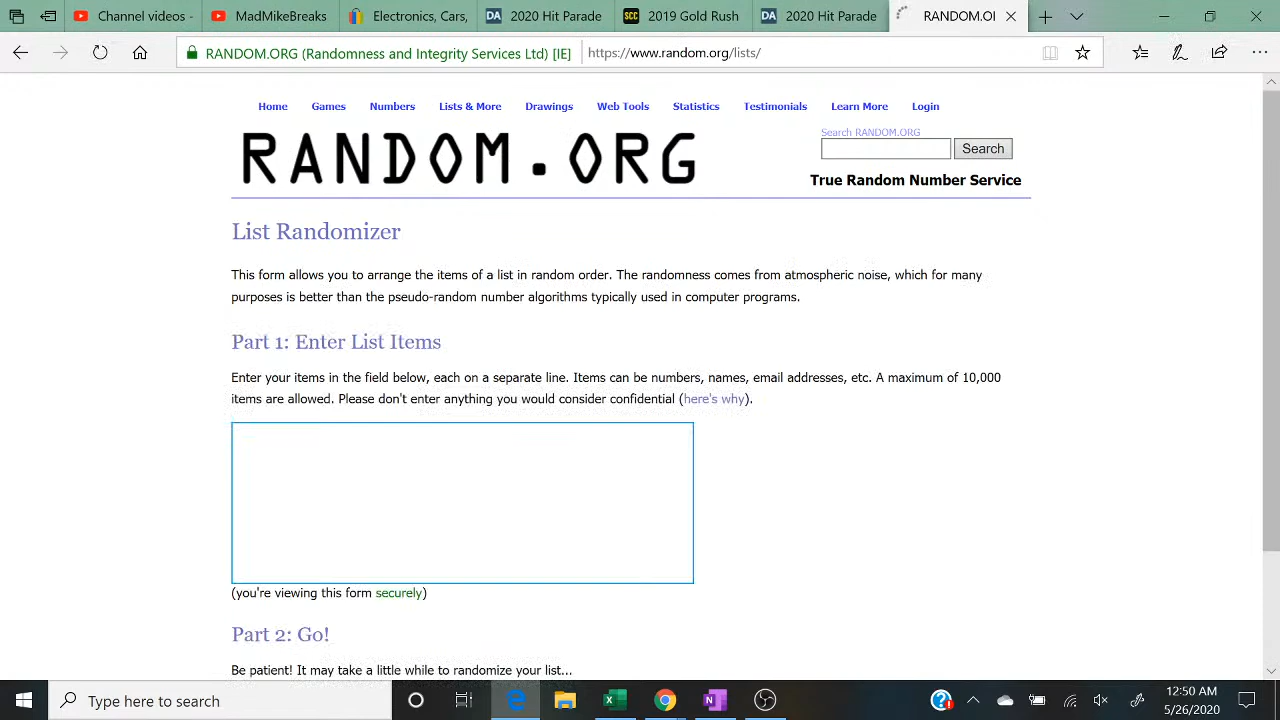 Channel videos -
MadMikeBreaks
Electronics, Cars
DA 2020 Hit Parade
SCC 2019 Gold Rush
DA 2020 Hit Parade
RANDOM.OI
RANDOM.ORG (Randomness and Integrity Services Ltd) [IE]
https://www.random.org/lists/
Home Games Numbers Lists & More Drawings Web Tools Statistics Testimonials Learn More Login
RANDOM.ORG
Search RANDOM.ORG
Search
True Random Number Service
List Randomizer
This form allows you to arrange the items of a list in random order. The randomness comes from atmospheric noise, which for many
purposes is better than the pseudo-random number algorithms typically used in computer programs.
Part 1: Enter List Items
Enter your items in the field below, each on a separate line. Items can be numbers, names, email addresses, etc. A maximum of 10,000
items are allowed. Please don't enter anything you would consider confidential (here's why).
(you're viewing this form securely)
Part 2: Go!
Be patient! It may take a little while to randomize your list...
Type here to search
12:50 AM
5/26/2020